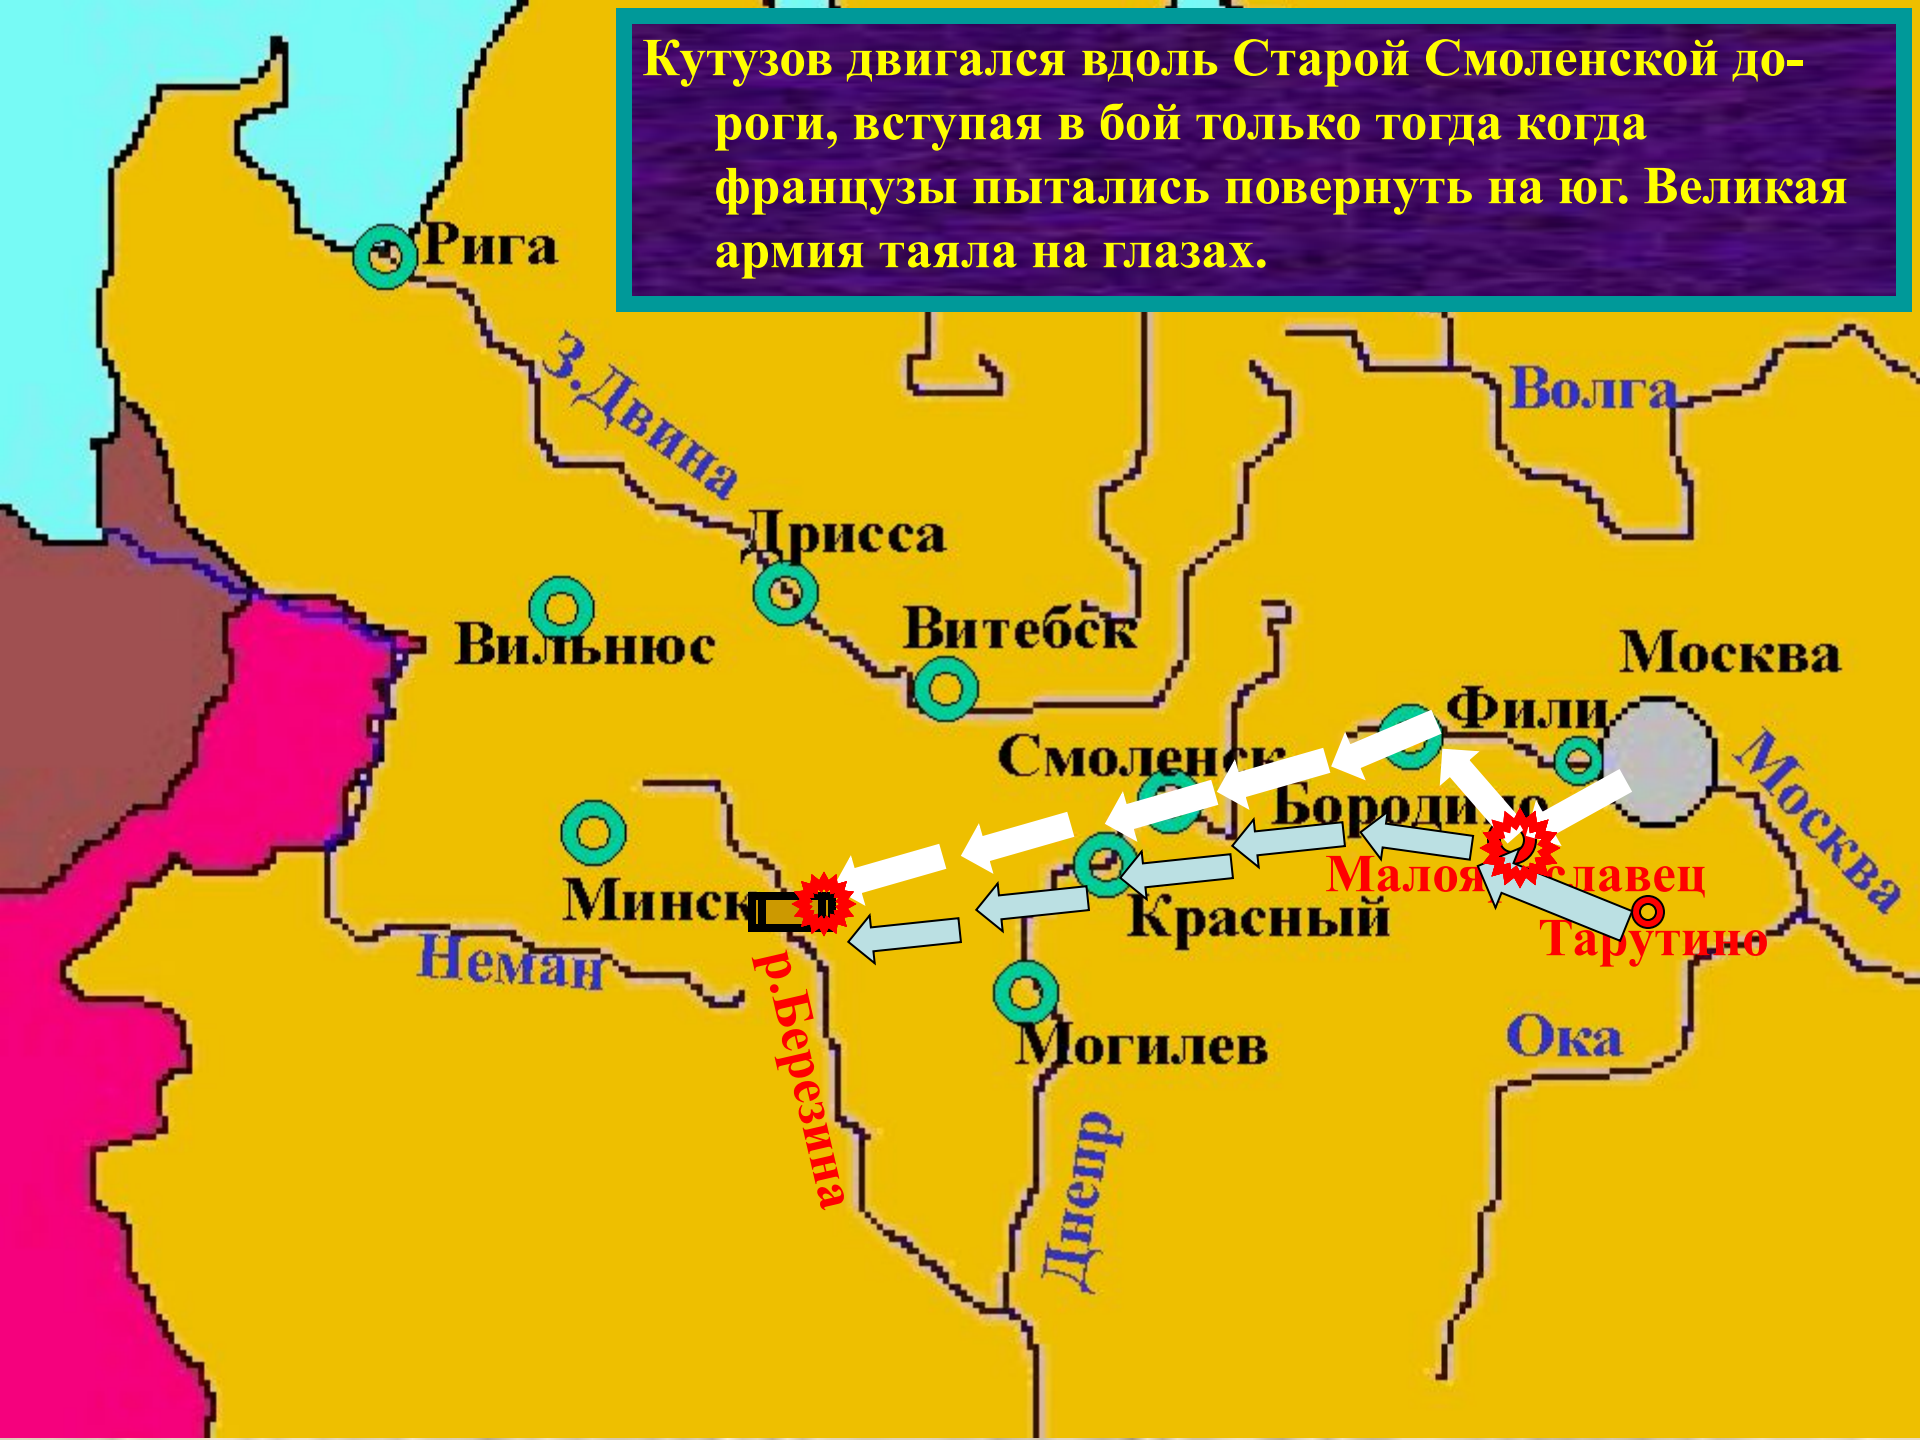 Кутузов двигался вдоль Старой Смоленской до-
роги, вступая в бой только тогда когда
французы пытались повернуть на юг. Великая
армия таяла на глазах.
Рига
З.Двина
Волга
Дрисса
Вильнюс
Витебск
Москва
Фили
Смоленск
Бородино
Москва
Малоярославец
Минск
Красный
Тарутино
Неман
р.Березина
Могилев
Ока
Днепр